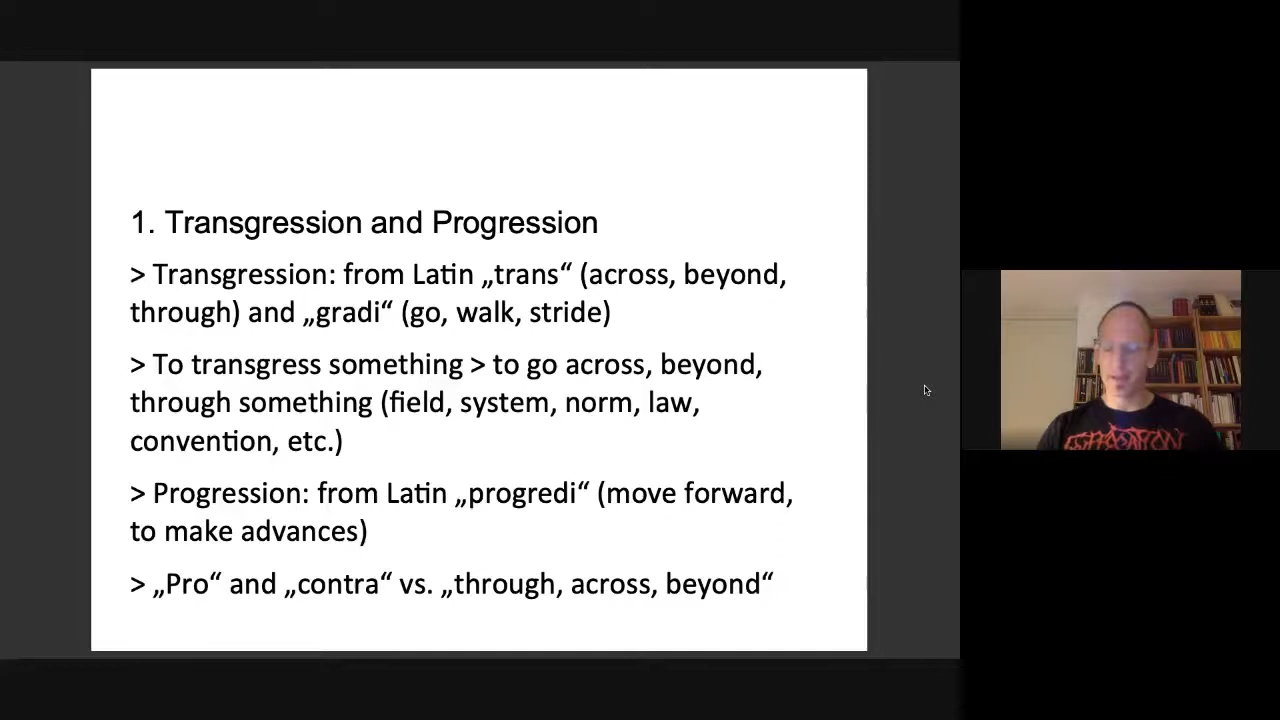 1. Transgression and Progression
> Transgression: from Latin „trans“ (across, beyond,
through) and „gradi“ (go, walk, stride)
> To transgress something > to go across, beyond,
through something (field, system, norm, law,
convention, etc.)
> Progression: from Latin „progredi“ (move forward,
to make advances)
> „Pro“ and „contra“ vs. „through, across, beyond“